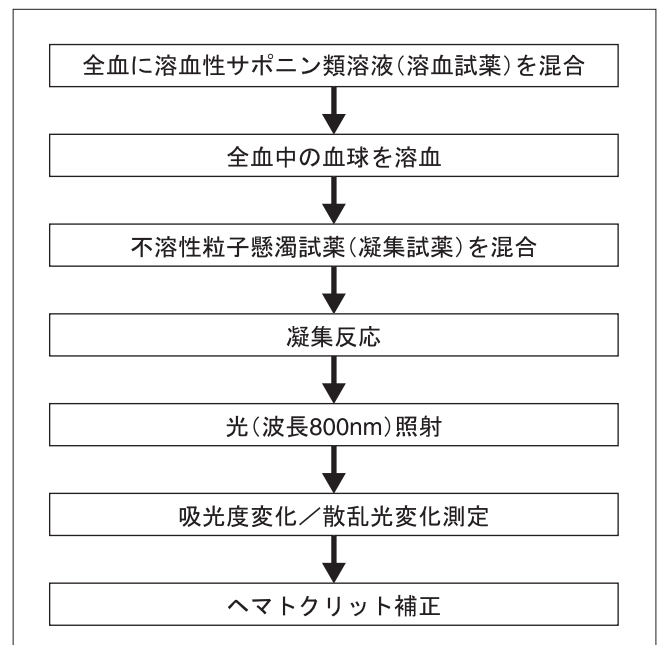 全血に溶血性サポニン類溶液（溶血試薬）を混合
全血中の血球を溶血
不溶性粒子懸濁試薬（凝集試薬）を混合
凝集反応
光（波長800nm）照射
吸光度変化／散乱光変化測定
ヘマトクリット補正